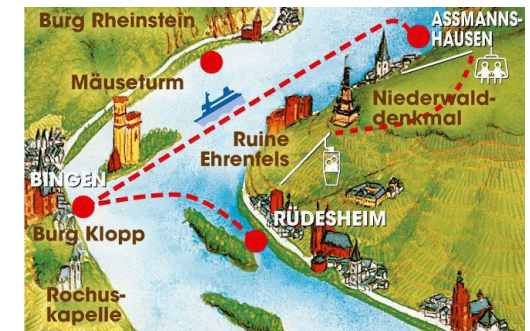 Burg Rheinstein
ASSMANNS-
HAUSEN
Mäuseturm
Niederwald-
denkmal
Ruine
Ehrenfels
BINGEN
RÜDESHEIM
Burg Klopp
Rochus-
kapelle